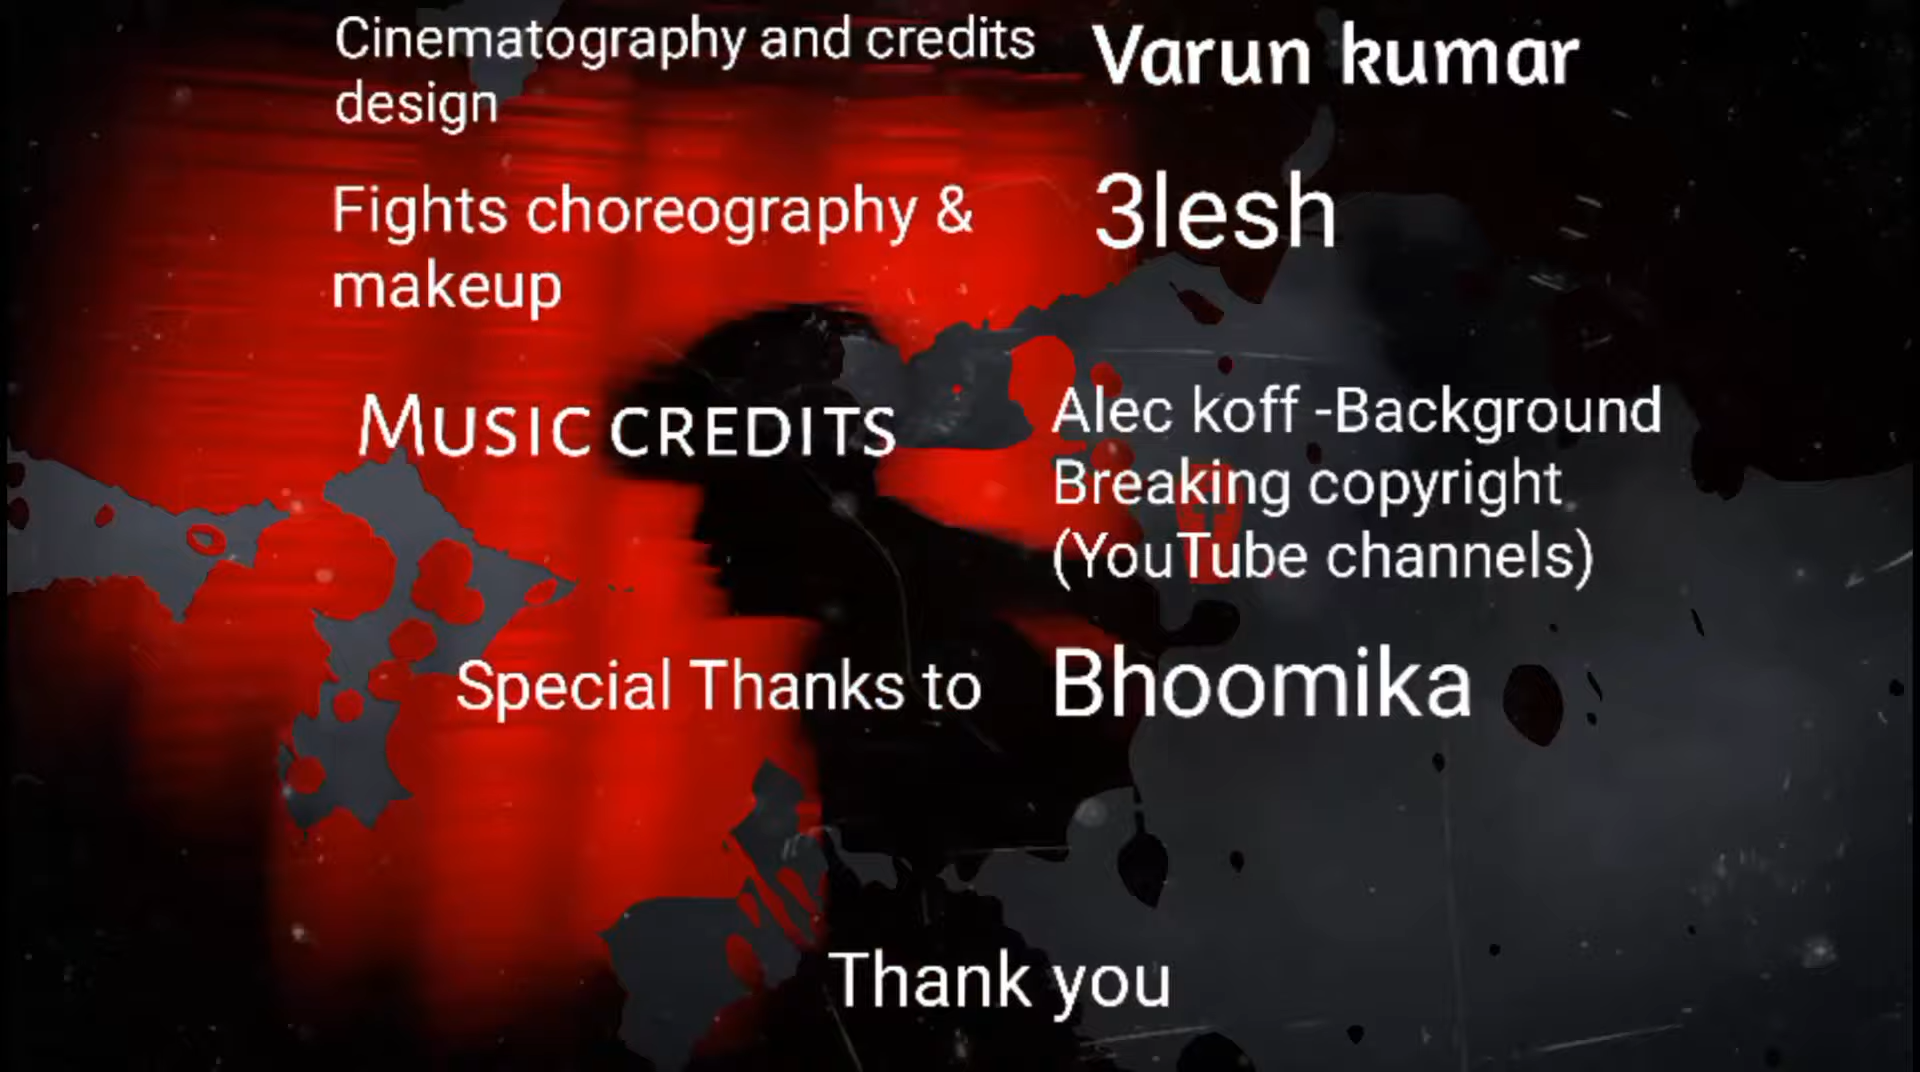 Cinematography and credits
design
Varun kumar
Fights choreography &
makeup
3lesh
MUSIC CREDITS
Alec koff -Background
Breaking copyright
(YouTube channels)
Special Thanks to
Bhoomika
Thank you